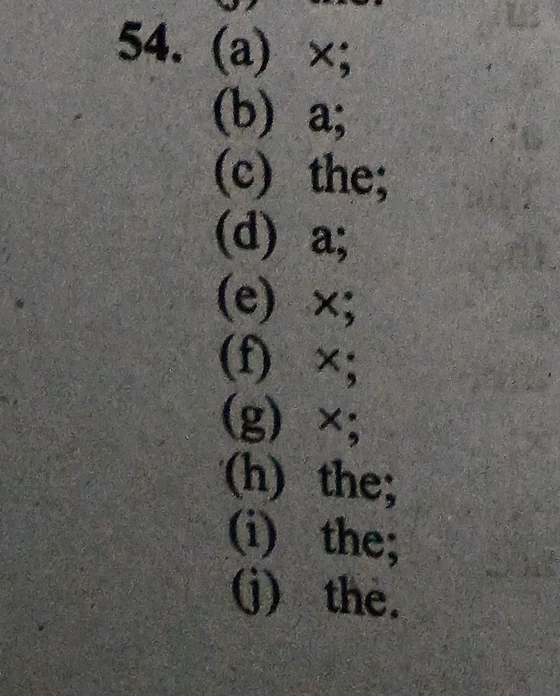 54. (a) ×;
(b) a;
(c) the;
(d) a;
(e) ×;
(f) ×;
(g) ×;
(h) the;
(i) the;
(j) the.